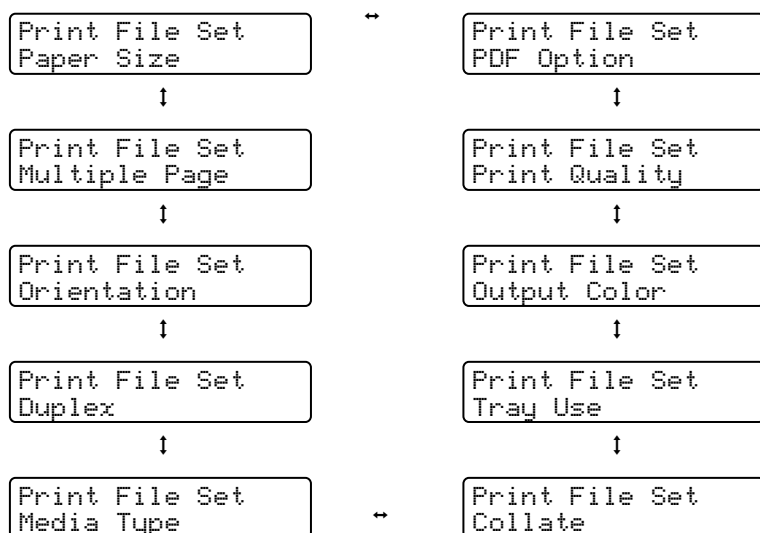 Print File Set
Paper Size
Print File Set
Multiple Page
Print File Set
Orientation
Print File Set
Duplex
Print File Set
Media Type
Print File Set
PDF Option
Print File Set
Print Quality
Print File Set
Output Color
Print File Set
Tray Use
Print File Set
Collate